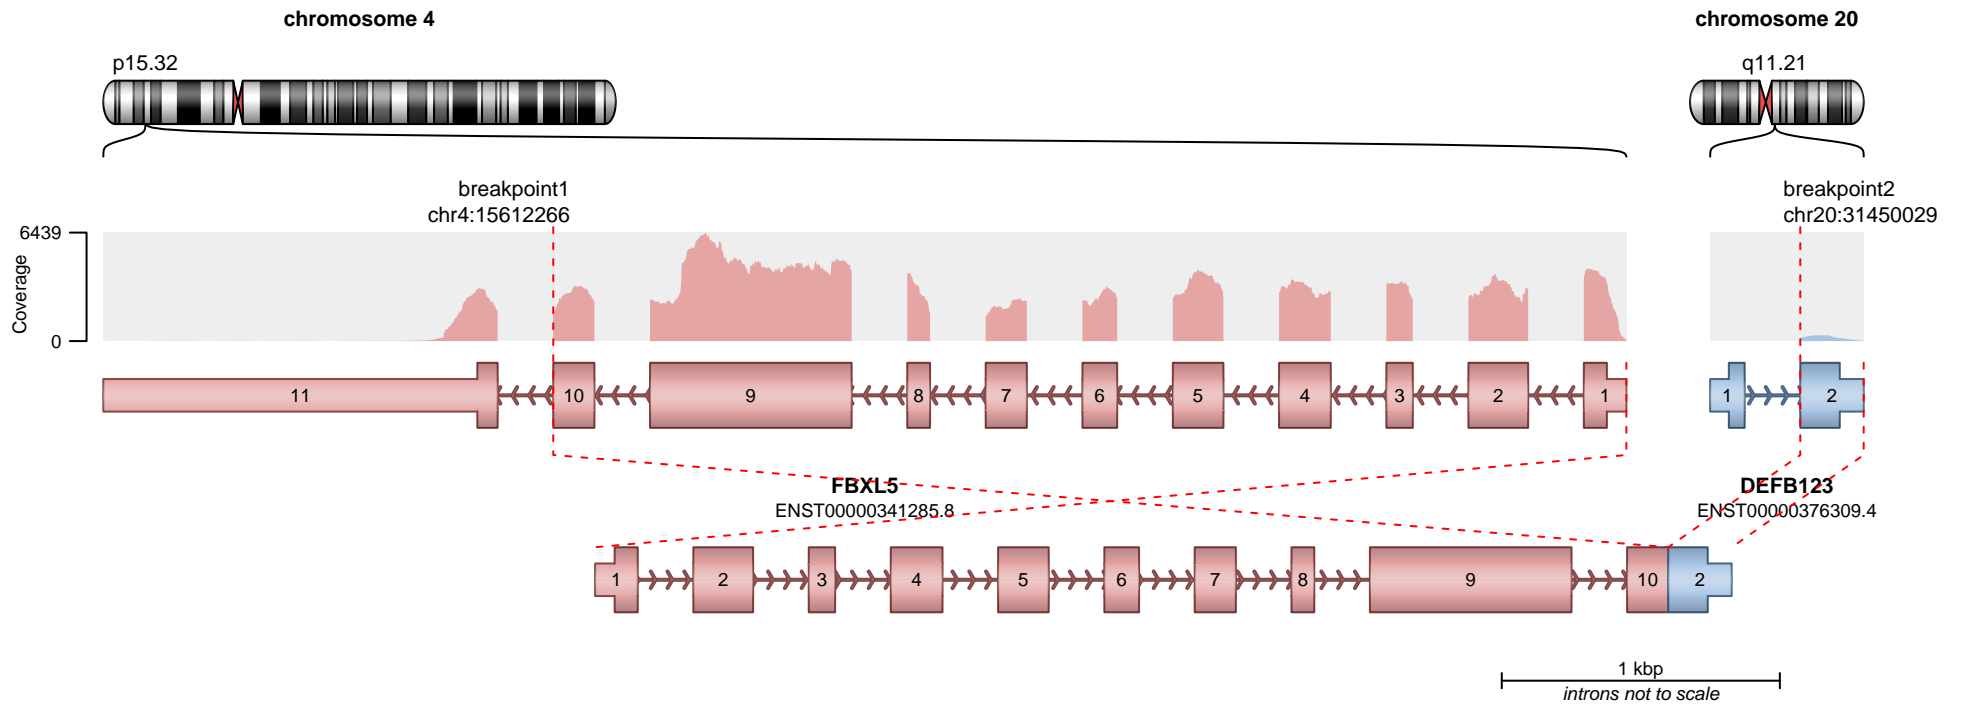 chromosome 4
chromosome 20
p15.32
q11.21
breakpoint1
chr4:15612266
breakpoint2
chr20:31450029
6439
Coverage
0
11 10 9 8 7 6 5 4 3 2 1
1 2
FBXL5
ENST00000341285.8
DEFB123
ENST00000376309.4
1 2 3 4 5 6 7 8 9 10 2
1 kbp
introns not to scale